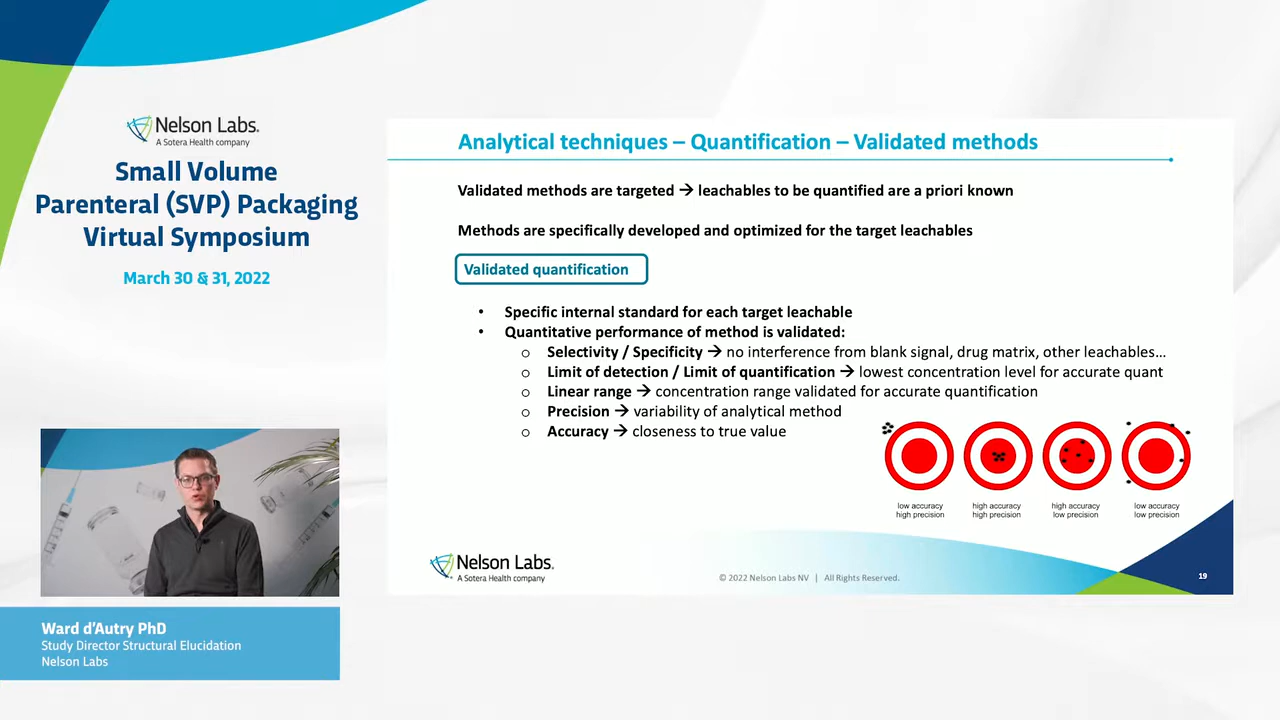 Nelson Labs.
A Sotera Health company
Small Volume
Parenteral (SVP) Packaging
Virtual Symposium
March 30 & 31, 2022
Ward d'Autry PhD
Study Director Structural Elucidation
Nelson Labs
Analytical techniques – Quantification – Validated methods
Validated methods are targeted → leachables to be quantified are a priori known
Methods are specifically developed and optimized for the target leachables
Validated quantification
• Specific internal standard for each target leachable
• Quantitative performance of method is validated:
o Selectivity / Specificity → no interference from blank signal, drug matrix, other leachables…
o Limit of detection / Limit of quantification → lowest concentration level for accurate quant
o Linear range → concentration range validated for accurate quantification
o Precision → variability of analytical method
o Accuracy → closeness to true value
low accuracy
high precision
high accuracy
high precision
high accuracy
low precision
low accuracy
low precision
Nelson Labs.
A Sotera Health company
© 2022 Nelson Labs NV | All Rights Reserved.
19